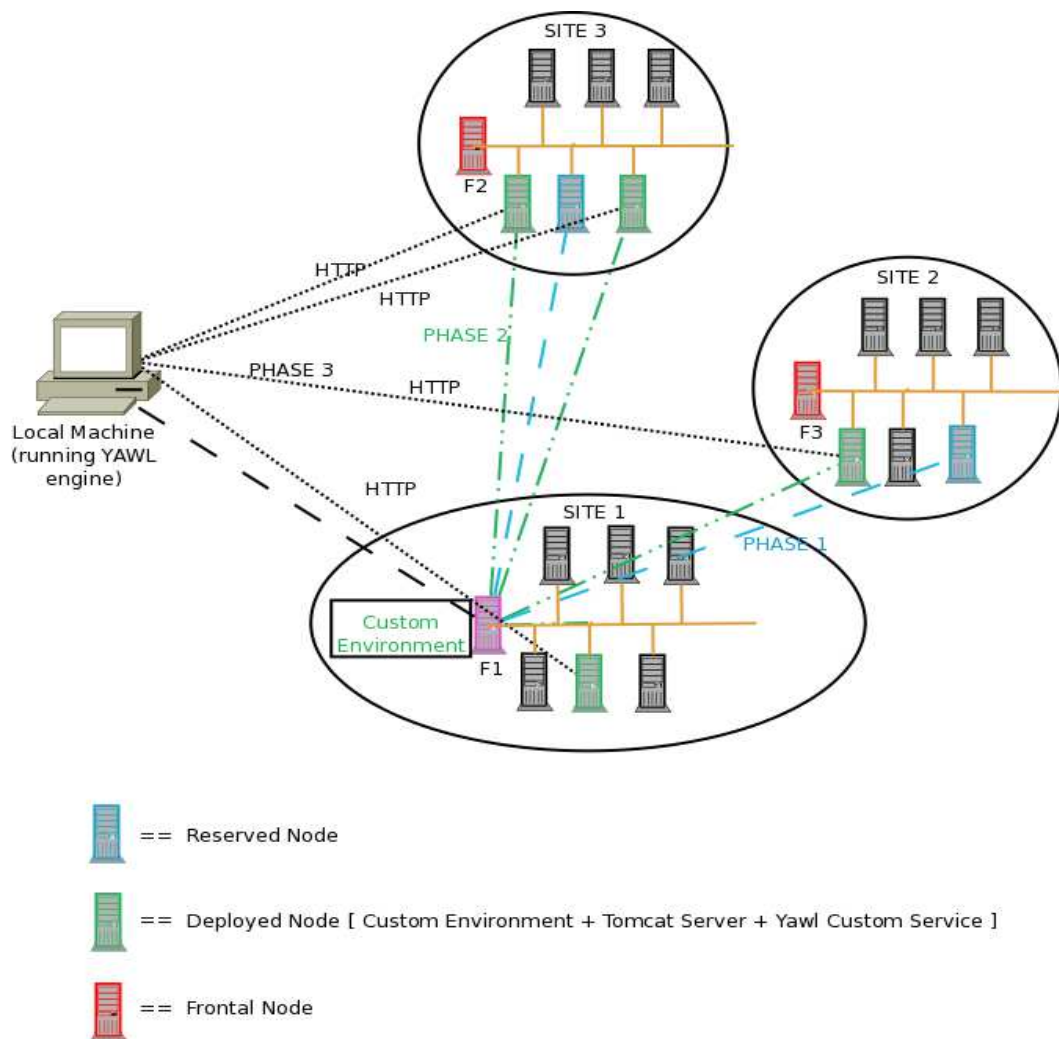 SITE 3
F2
HTTP
HTTP
PHASE 2
SITE 2
F3
PHASE 3
HTTP
Local Machine
(running YAWL
engine)
HTTP
SITE 1
PHASE 1
Custom
Environment
F1
== Reserved Node
== Deployed Node [ Custom Environment + Tomcat Server + Yawl Custom Service ]
== Frontal Node